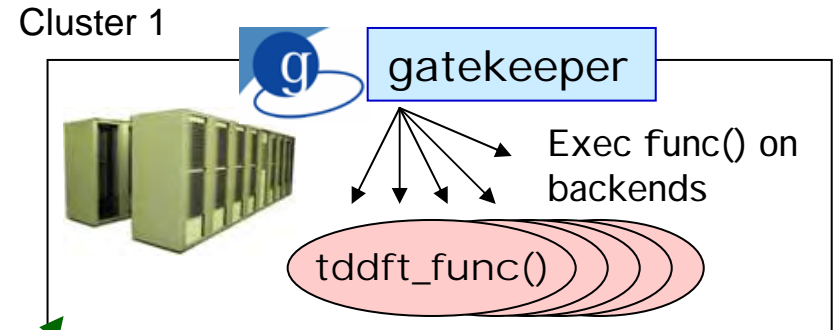 Cluster 1
g
gatekeeper
Exec func() on
backends
tddft_func()